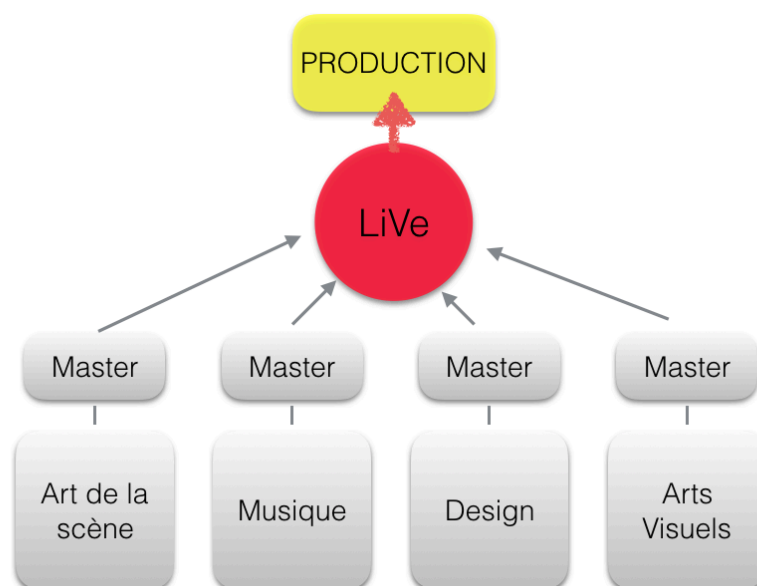 PRODUCTION
LiVe
Master
Master
Master
Master
Art de la
scène
Musique
Design
Arts
Visuels